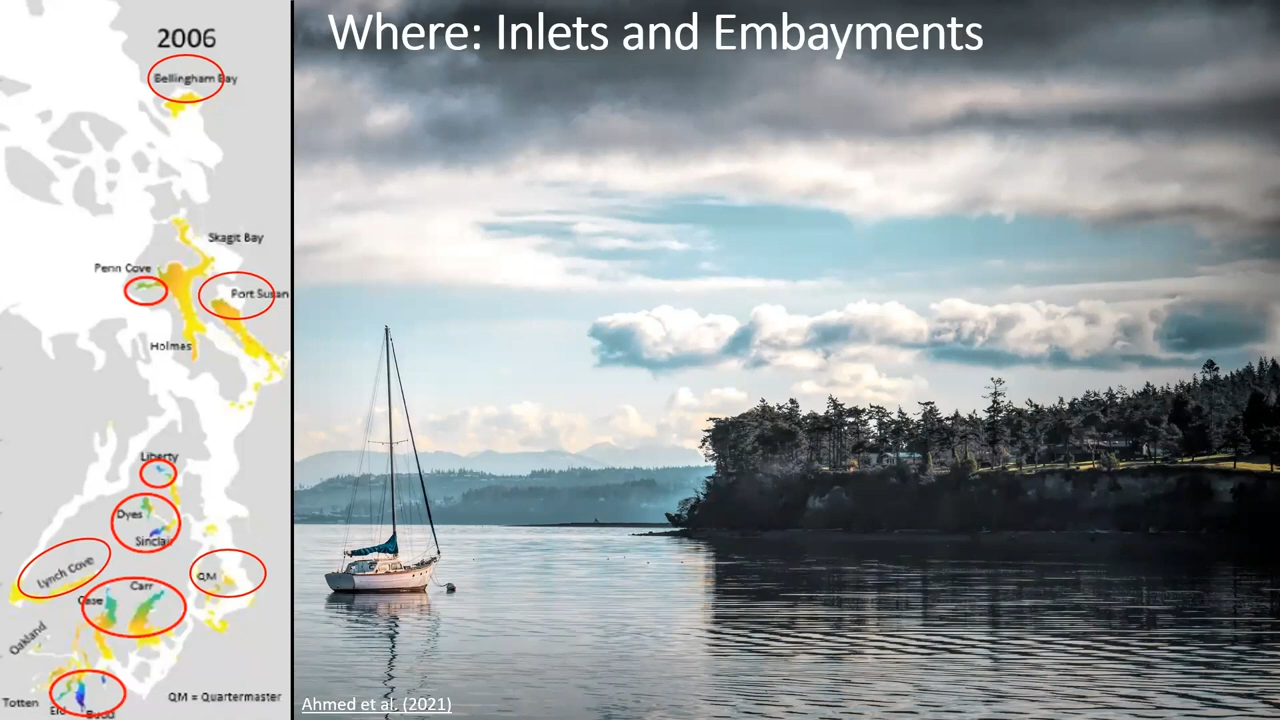 Where: Inlets and Embayments
2006
Bellingham Bay
Skagit Bay
Penn Cove
Port Susan
Holmes
Liberty
Dyes
Sinclair
Lynch Cove
QM
Carr
Case
Oakland
QM = Quartermaster
Totten
Eld
Budd
Ahmed et al. (2021)